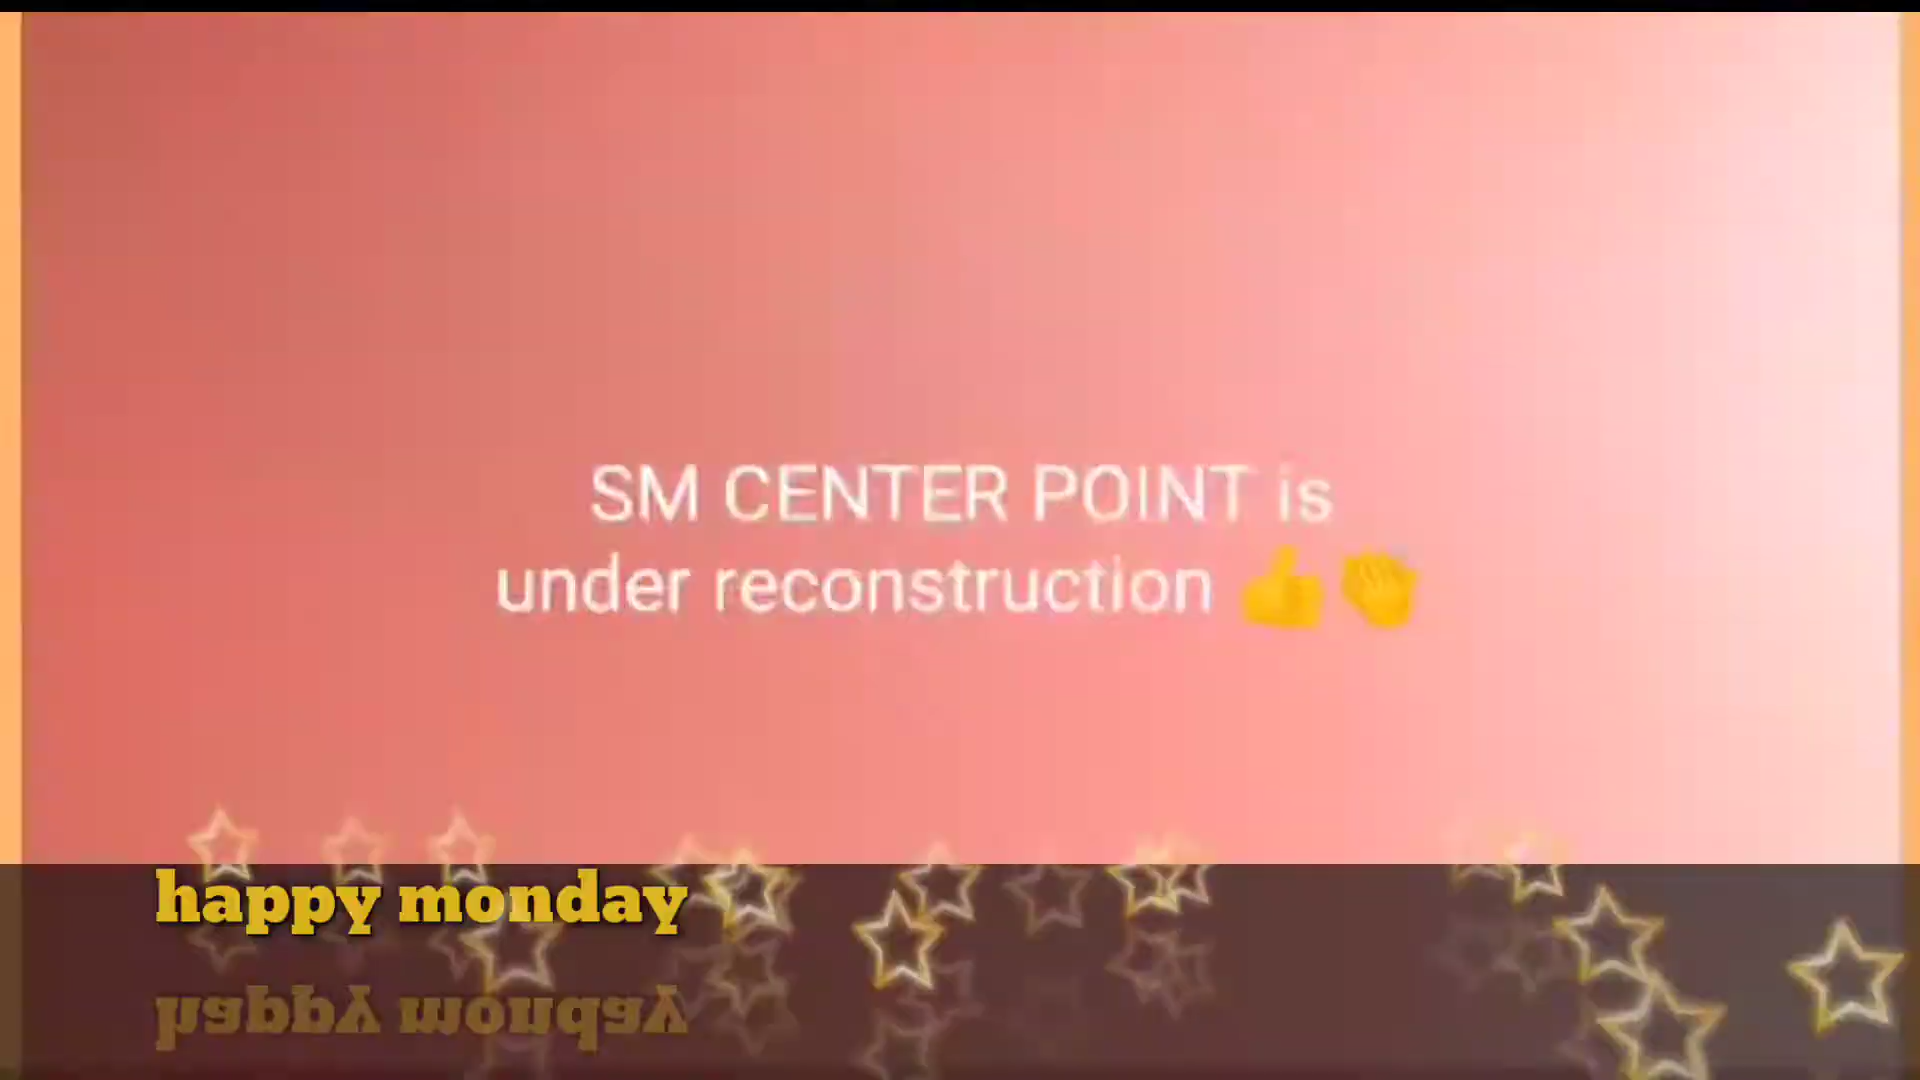 SM CENTER POINT is
under reconstruction 👍👏
happy monday